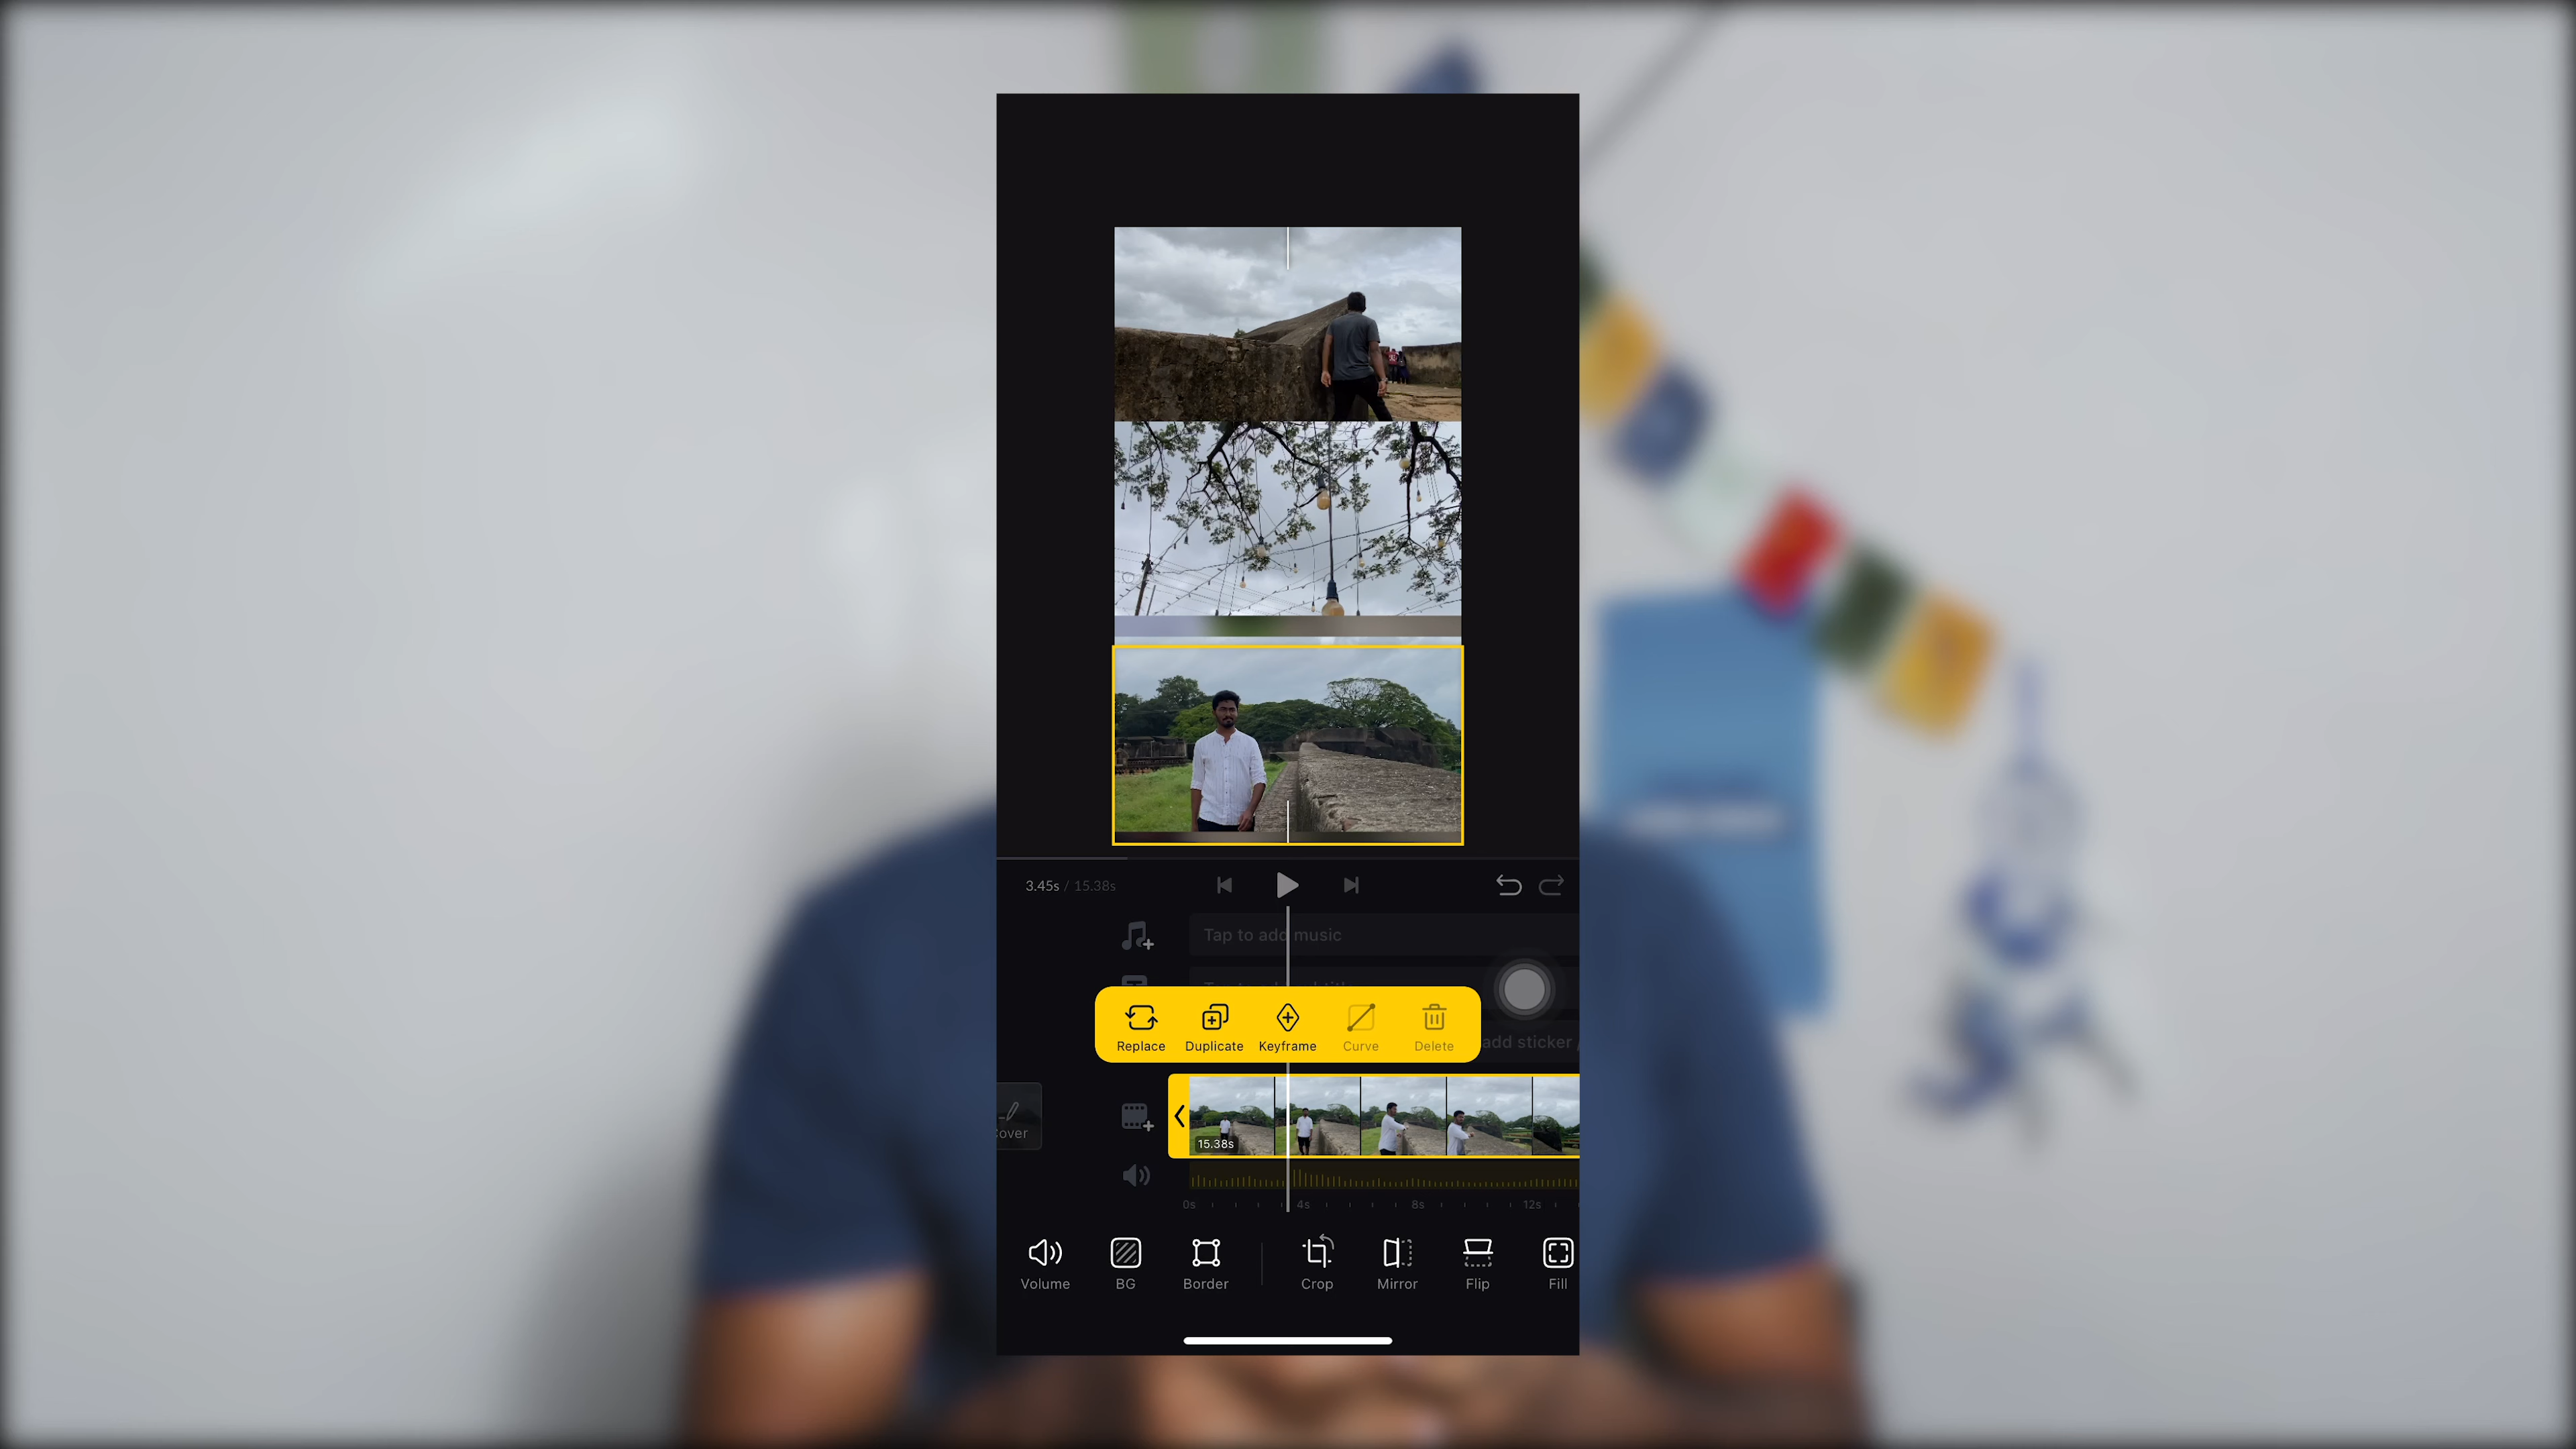 3.45s / 15.38s
Tap to add music
Replace Duplicate Keyframe Curve Delete
add sticker /
15.38s
0s 4s 8s 12s
Volume BG Border Crop Mirror Flip Fill